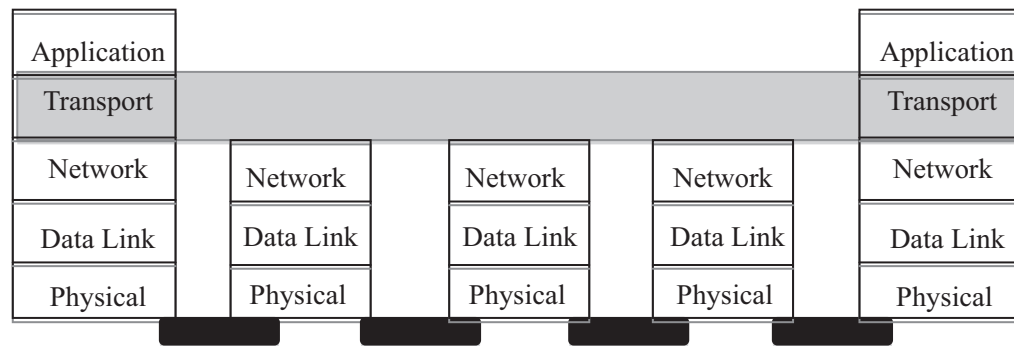 Application
Application
Transport
Transport
Network
Network
Network
Network
Network
Data Link
Data Link
Data Link
Data Link
Data Link
Physical
Physical
Physical
Physical
Physical